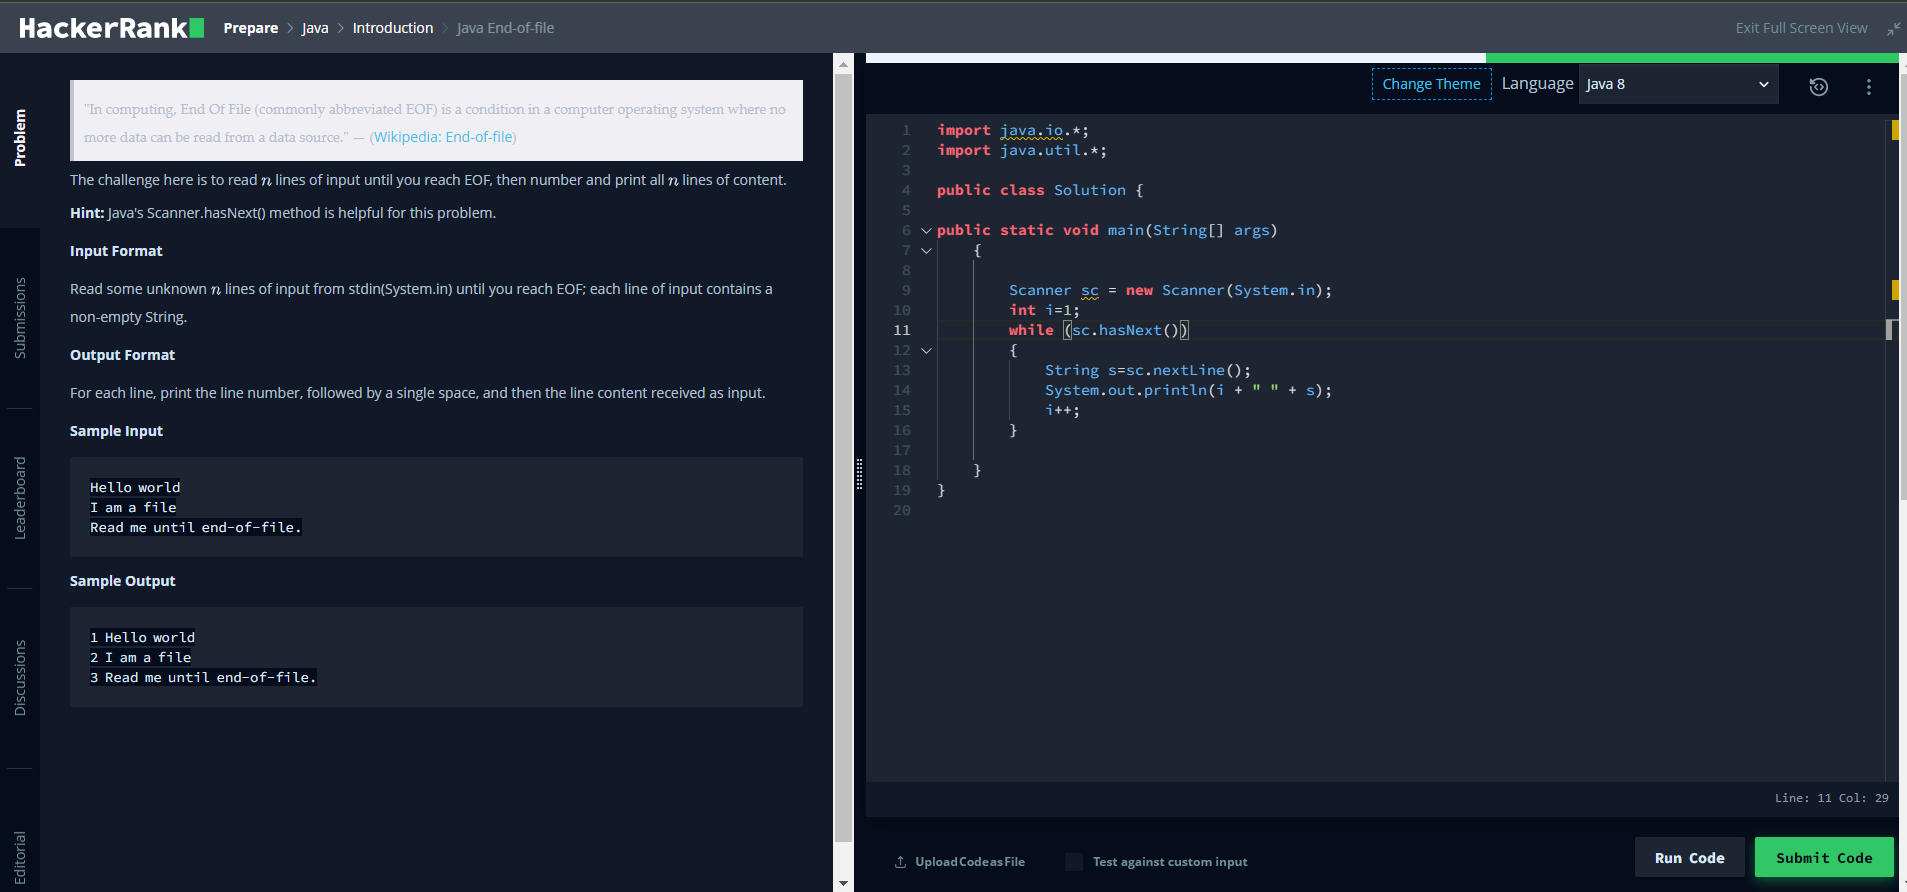 HackerRank Prepare > Java > Introduction > Java End-of-file
Exit Full Screen View
Problem
Submissions
Leaderboard
Discussions
Editorial
"In computing, End Of File (commonly abbreviated EOF) is a condition in a computer operating system where no
more data can be read from a data source." — (Wikipedia: End-of-file)
The challenge here is to read n lines of input until you reach EOF, then number and print all n lines of content.
Hint: Java's Scanner.hasNext() method is helpful for this problem.
Input Format
Read some unknown n lines of input from stdin(System.in) until you reach EOF; each line of input contains a
non-empty String.
Output Format
For each line, print the line number, followed by a single space, and then the line content received as input.
Sample Input
Hello world
I am a file
Read me until end-of-file.
Sample Output
1 Hello world
2 I am a file
3 Read me until end-of-file.
Change Theme Language Java 8
1 import java.io.*;
2 import java.util.*;
3
4 public class Solution {
5
6 public static void main(String[] args)
7 {
8
9 Scanner sc = new Scanner(System.in);
10 int i=1;
11 while (sc.hasNext())
12 {
13 String s=sc.nextLine();
14 System.out.println(i + " " + s);
15 i++;
16 }
17
18 }
19 }
20
Line: 11 Col: 29
Upload Code as File Test against custom input
Run Code Submit Code